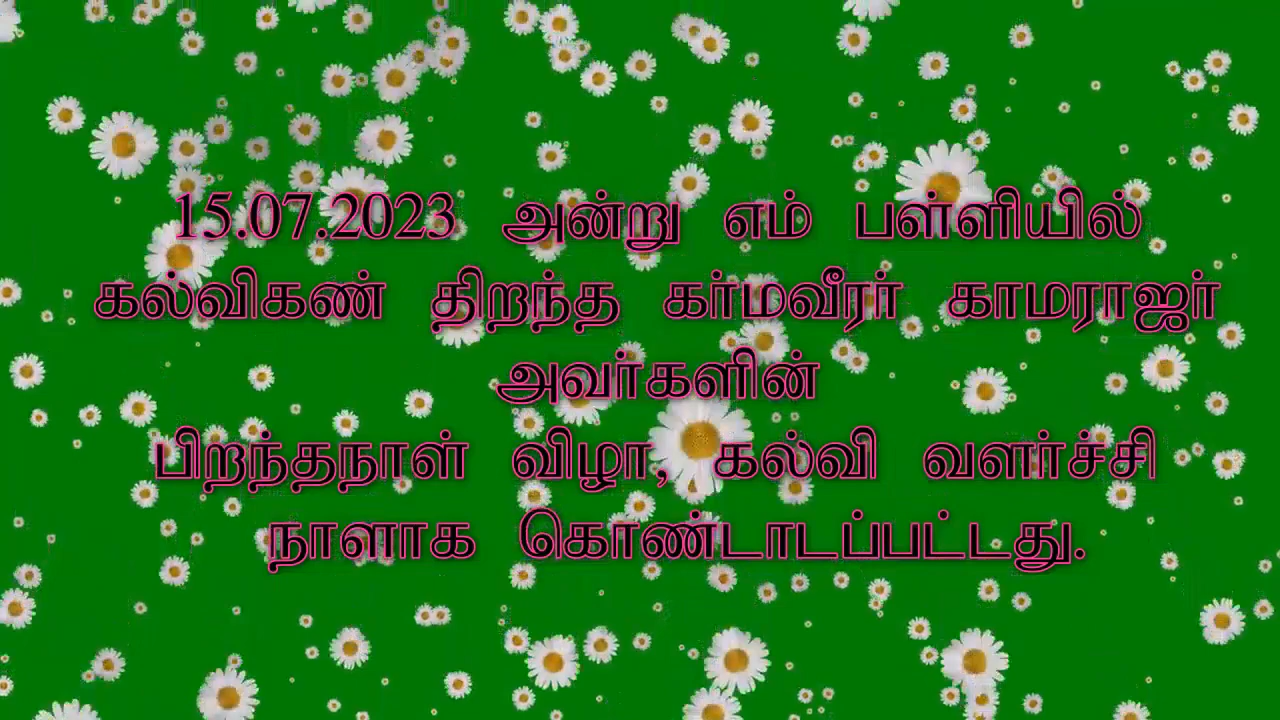 15.07.2023 அன்று எம் பள்ளியில்
கல்விகண் திறந்த கர்மவீரர் காமராஜர்
அவர்களின்
பிறந்தநாள் விழா, கல்வி வளர்ச்சி
நாளாக கொண்டாடப்பட்டது.